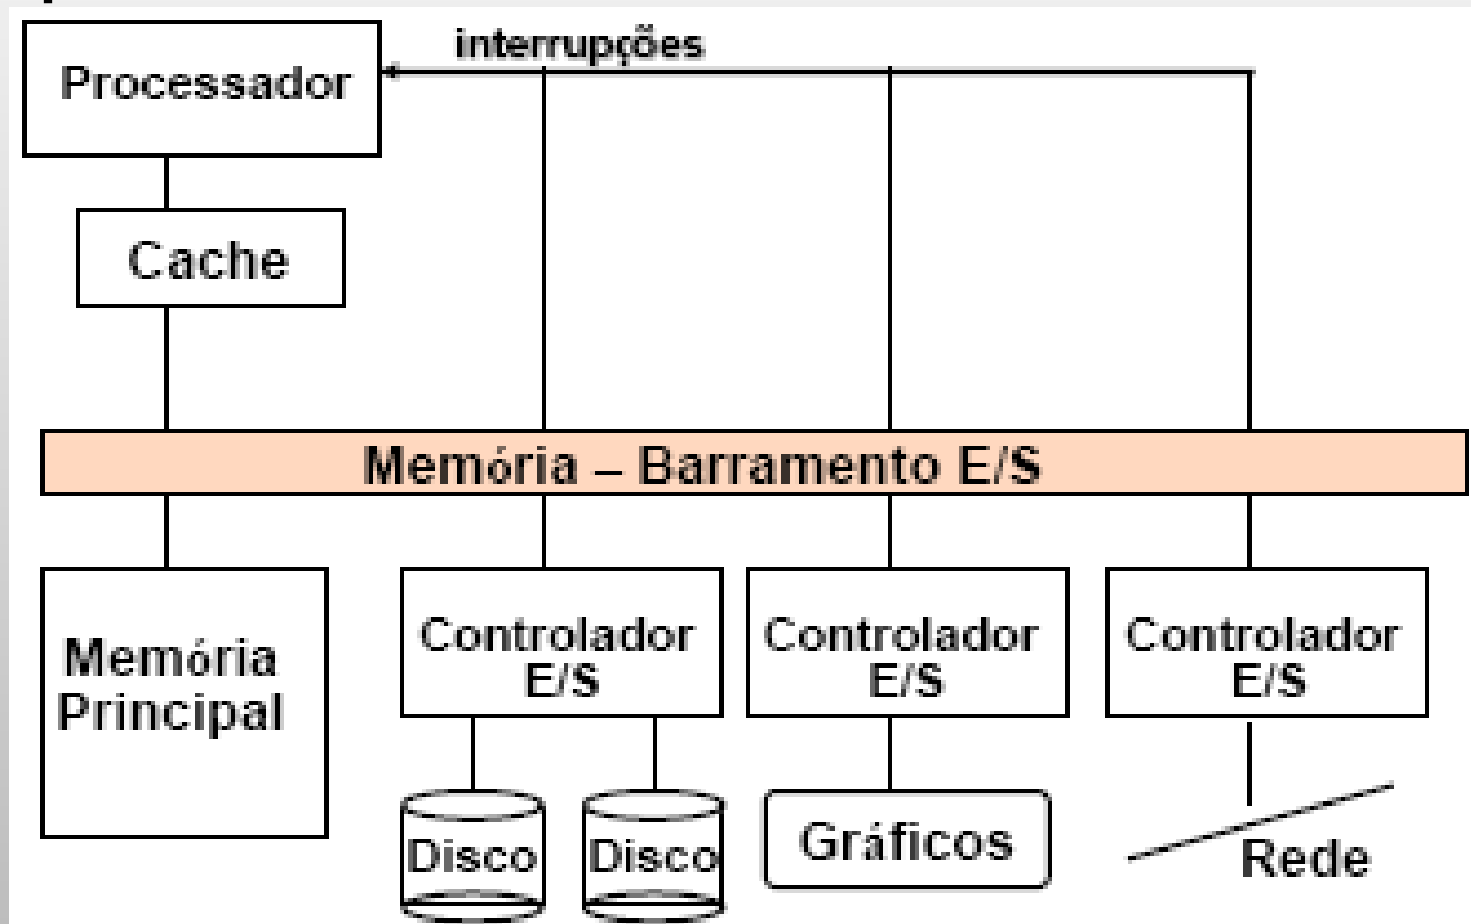 interrupções
Processador
Cache
Memória – Barramento E/S
Memória
Principal
Controlador
E/S
Controlador
E/S
Controlador
E/S
Disco
Disco
Gráficos
Rede